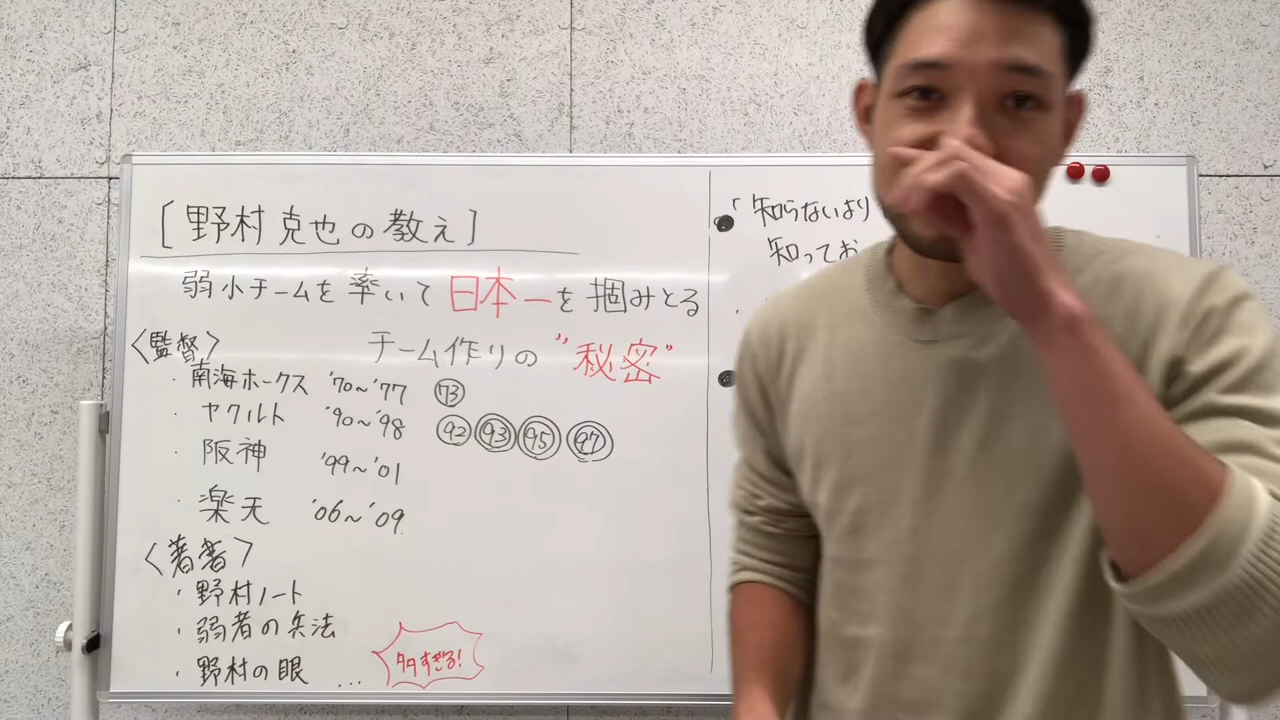 [野村克也の教え]
弱小チームを率いて日本一を掴みとる
チーム作りの"秘密"
〈監督〉
・南海ホークス '70〜'77 73
・ヤクルト '90〜'98 92 93 95 97
・阪神 '99〜'01
・楽天 '06〜'09
〈著書〉
・野村ノート
・弱者の兵法
・野村の眼 ...
多すぎる!
●「知らないより
知ってお